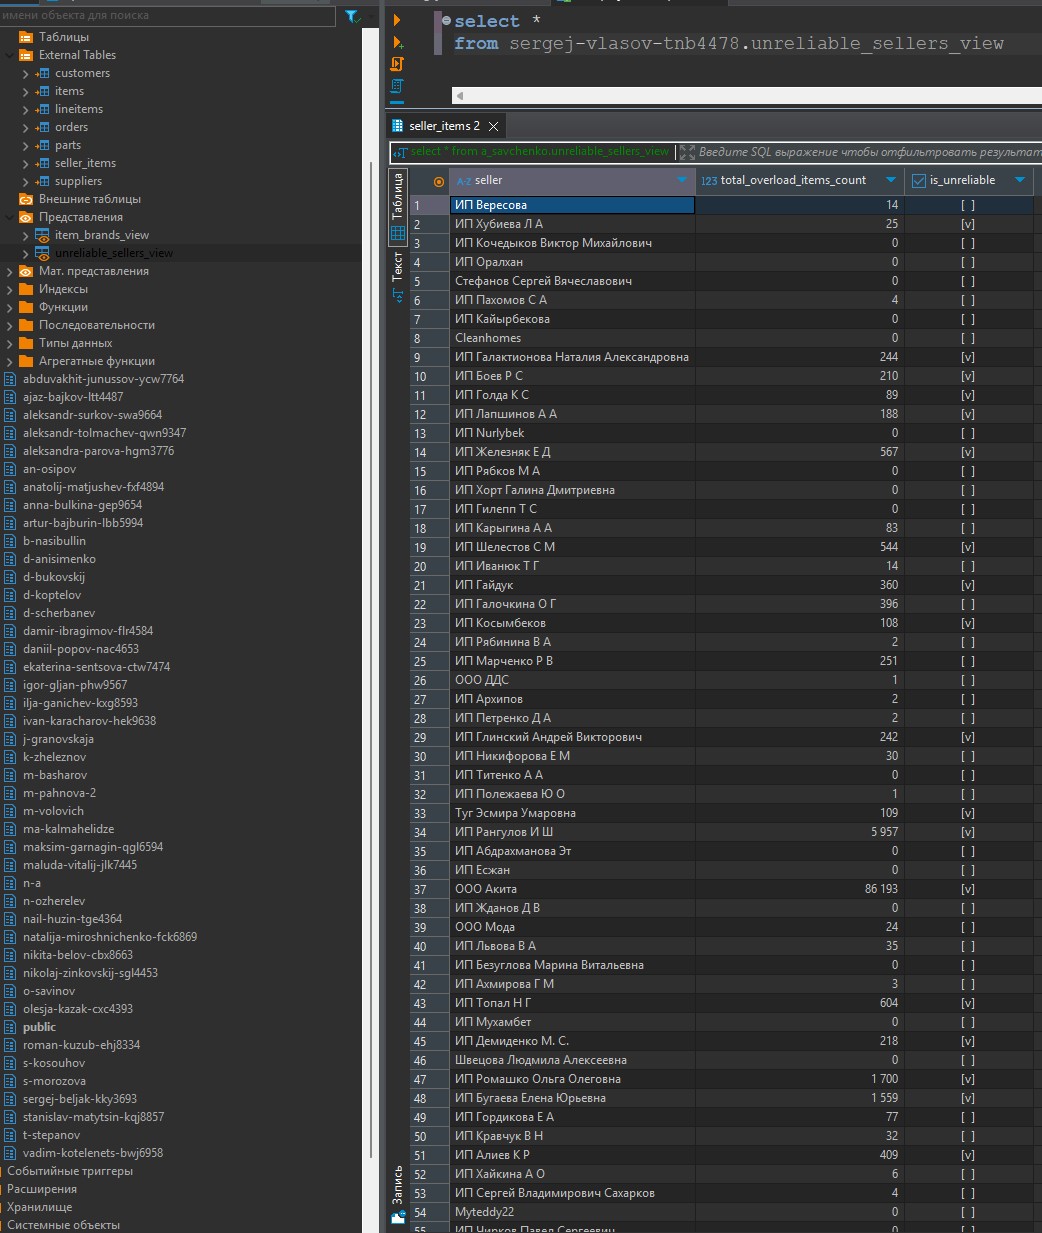 имени объекта для поиска
Таблицы
External Tables
customers
items
lineitems
orders
parts
seller_items
suppliers
Внешние таблицы
Представления
item_brands_view
unreliable_sellers_view
Мат. представления
Индексы
Функции
Последовательности
Типы данных
Агрегатные функции
abduvakhit-junussov-ycw7764
ajaz-bajkov-ltt4487
aleksandr-surkov-swa9664
aleksandr-tolmachev-qwn9347
aleksandra-parova-hgm3776
an-osipov
anatolij-matjushev-fxf4894
anna-bulkina-gep9654
artur-bajburin-lbb5994
b-nasibullin
d-anisimenko
d-bukovskij
d-koptelov
d-scherbanev
damir-ibragimov-flr4584
daniil-popov-nac4653
ekaterina-sentsova-ctw7474
igor-gljan-phw9567
ilja-ganichev-kxg8593
ivan-karacharov-hek9638
j-granovskaja
k-zheleznov
m-basharov
m-pahnova-2
m-volovich
ma-kalmahelidze
maksim-garnagin-qgl6594
maluda-vitalij-jlk7445
n-a
n-ozherelev
nail-huzin-tge4364
natalija-miroshnichenko-fck6869
nikita-belov-cbx8663
nikolaj-zinkovskij-sgl4453
o-savinov
olesja-kazak-cxc4393
public
roman-kuzub-ehj8334
s-kosouhov
s-morozova
sergej-beljak-kky3693
stanislav-matytsin-kqj8857
t-stepanov
vadim-kotelenets-bwj6958
Событийные триггеры
Расширения
Хранилище
Системные объекты
select *
from sergej-vlasov-tnb4478.unreliable_sellers_view
seller_items 2
select * from a_savchenko.unreliable_sellers_view Введите SQL выражение чтобы отфильтровать результат
Таблица
Текст
Запись
A-Z seller 123 total_overload_items_count is_unreliable
1 ИП Вересова 14 [ ]
2 ИП Хубиева Л А 25 [v]
3 ИП Кочедыков Виктор Михайлович 0 [ ]
4 ИП Оралхан 0 [ ]
5 Стефанов Сергей Вячеславович 0 [ ]
6 ИП Пахомов С А 4 [ ]
7 ИП Кайырбекова 0 [ ]
8 Cleanhomes 0 [ ]
9 ИП Галактионова Наталия Александровна 244 [v]
10 ИП Боев Р С 210 [v]
11 ИП Голда К С 89 [v]
12 ИП Лапшинов А А 188 [v]
13 ИП Nurlybek 0 [ ]
14 ИП Железняк Е Д 567 [v]
15 ИП Рябков М А 0 [ ]
16 ИП Хорт Галина Дмитриевна 0 [ ]
17 ИП Гилепп Т С 0 [ ]
18 ИП Карыгина А А 83 [ ]
19 ИП Шелестов С М 544 [v]
20 ИП Иванюк Т Г 14 [ ]
21 ИП Гайдук 360 [v]
22 ИП Галочкина О Г 396 [ ]
23 ИП Косымбеков 108 [v]
24 ИП Рябинина В А 2 [ ]
25 ИП Марченко Р В 251 [ ]
26 ООО ДДС 1 [ ]
27 ИП Архипов 2 [ ]
28 ИП Петренко Д А 2 [ ]
29 ИП Глинский Андрей Викторович 242 [v]
30 ИП Никифорова Е М 30 [ ]
31 ИП Титенко А А 0 [ ]
32 ИП Полежаева Ю О 1 [ ]
33 Туг Эсмира Умаровна 109 [v]
34 ИП Рангулов И Ш 5 957 [v]
35 ИП Абдрахманова Эт 0 [ ]
36 ИП Есжан 0 [ ]
37 ООО Акита 86 193 [v]
38 ИП Жданов Д В 0 [ ]
39 ООО Мода 24 [ ]
40 ИП Львова В А 35 [ ]
41 ИП Безуглова Марина Витальевна 0 [ ]
42 ИП Ахмирова Г М 3 [ ]
43 ИП Топал Н Г 604 [v]
44 ИП Мухамбет 0 [ ]
45 ИП Демиденко М. С. 218 [v]
46 Швецова Людмила Алексеевна 0 [ ]
47 ИП Ромашко Ольга Олеговна 1 700 [v]
48 ИП Бугаева Елена Юрьевна 1 559 [v]
49 ИП Гордикова Е А 77 [ ]
50 ИП Кравчук В Н 32 [ ]
51 ИП Алиев К Р 409 [v]
52 ИП Хайкина А О 6 [ ]
53 ИП Сергей Владимирович Сахарков 4 [ ]
54 Myteddy22 0 [ ]
55 ИП Чирков Павел Сергеевич 0 [ ]